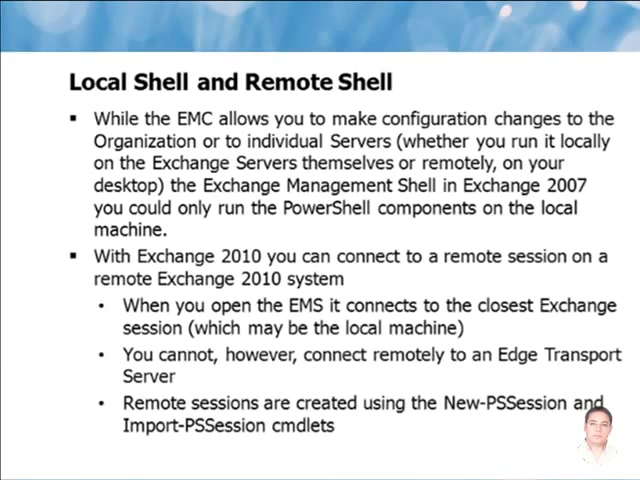 Local Shell and Remote Shell
▪ While the EMC allows you to make configuration changes to the
Organization or to individual Servers (whether you run it locally
on the Exchange Servers themselves or remotely, on your
desktop) the Exchange Management Shell in Exchange 2007
you could only run the PowerShell components on the local
machine.
▪ With Exchange 2010 you can connect to a remote session on a
remote Exchange 2010 system
• When you open the EMS it connects to the closest Exchange
session (which may be the local machine)
• You cannot, however, connect remotely to an Edge Transport
Server
• Remote sessions are created using the New-PSSession and
Import-PSSession cmdlets